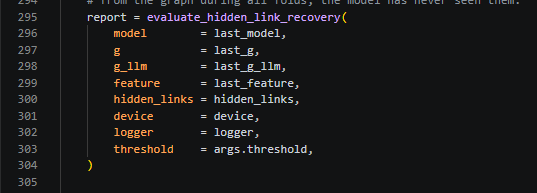 294 # from the graph during all folds, the model has never seen them.
295 report = evaluate_hidden_link_recovery(
296 model = last_model,
297 g = last_g,
298 g_llm = last_g_llm,
299 feature = last_feature,
300 hidden_links = hidden_links,
301 device = device,
302 logger = logger,
303 threshold = args.threshold,
304 )
305